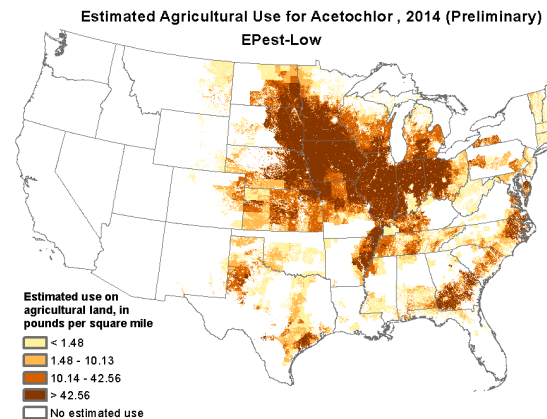 Estimated Agricultural Use for Acetochlor , 2014 (Preliminary)
EPest-Low
Estimated use on
agricultural land, in
pounds per square mile
< 1.48
1.48 - 10.13
10.14 - 42.56
> 42.56
No estimated use